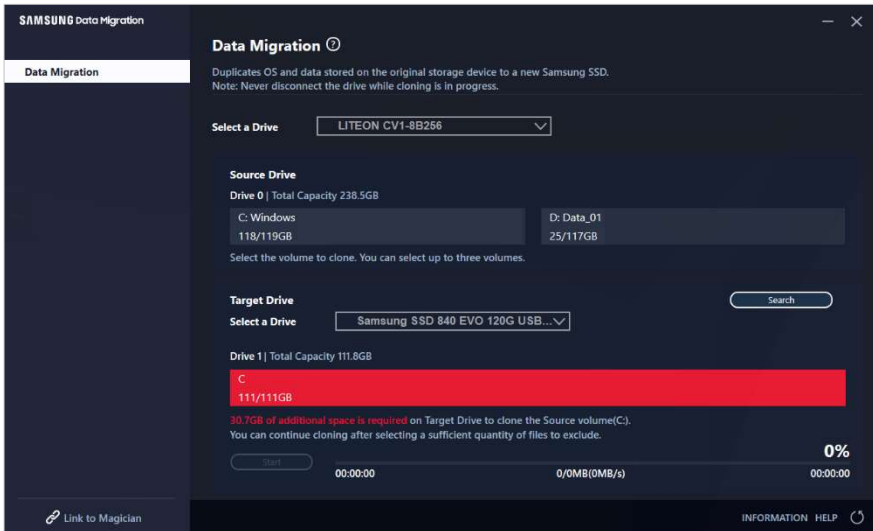 SAMSUNG Data Migration
Data Migration
Data Migration ?
Duplicates OS and data stored on the original storage device to a new Samsung SSD.
Note: Never disconnect the drive while cloning is in progress.
Select a Drive LITEON CV1-8B256
Source Drive
Drive 0 | Total Capacity 238.5GB
C: Windows D: Data_01
118/119GB 25/117GB
Select the volume to clone. You can select up to three volumes.
Target Drive Search
Select a Drive Samsung SSD 840 EVO 120G USB...
Drive 1 | Total Capacity 111.8GB
C
111/111GB
30.7GB of additional space is required on Target Drive to clone the Source volume(C:).
You can continue cloning after selecting a sufficient quantity of files to exclude.
0%
Start
00:00:00 0/0MB(0MB/s) 00:00:00
Link to Magician INFORMATION HELP